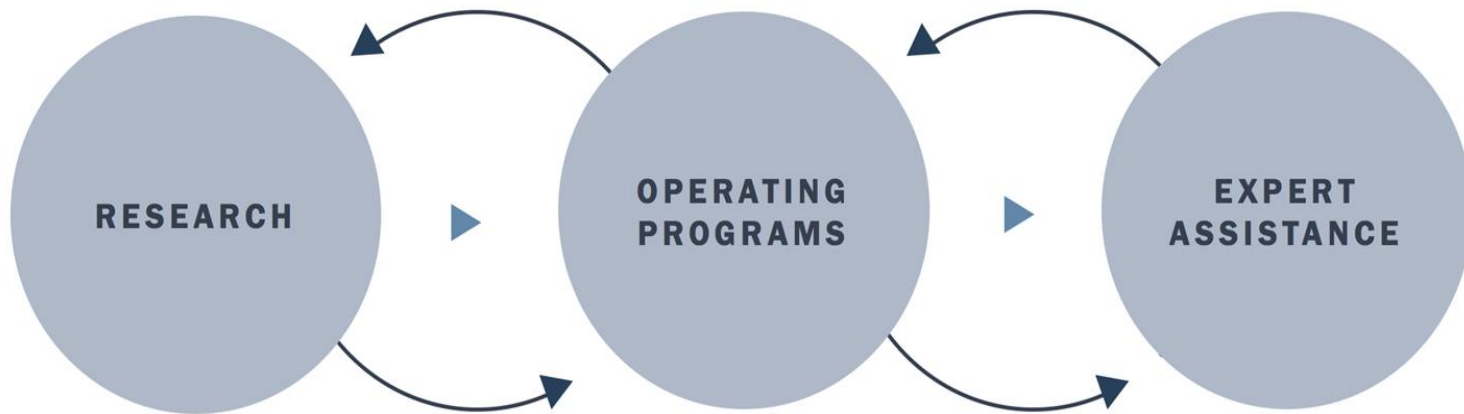 RESEARCH
OPERATING
PROGRAMS
EXPERT
ASSISTANCE